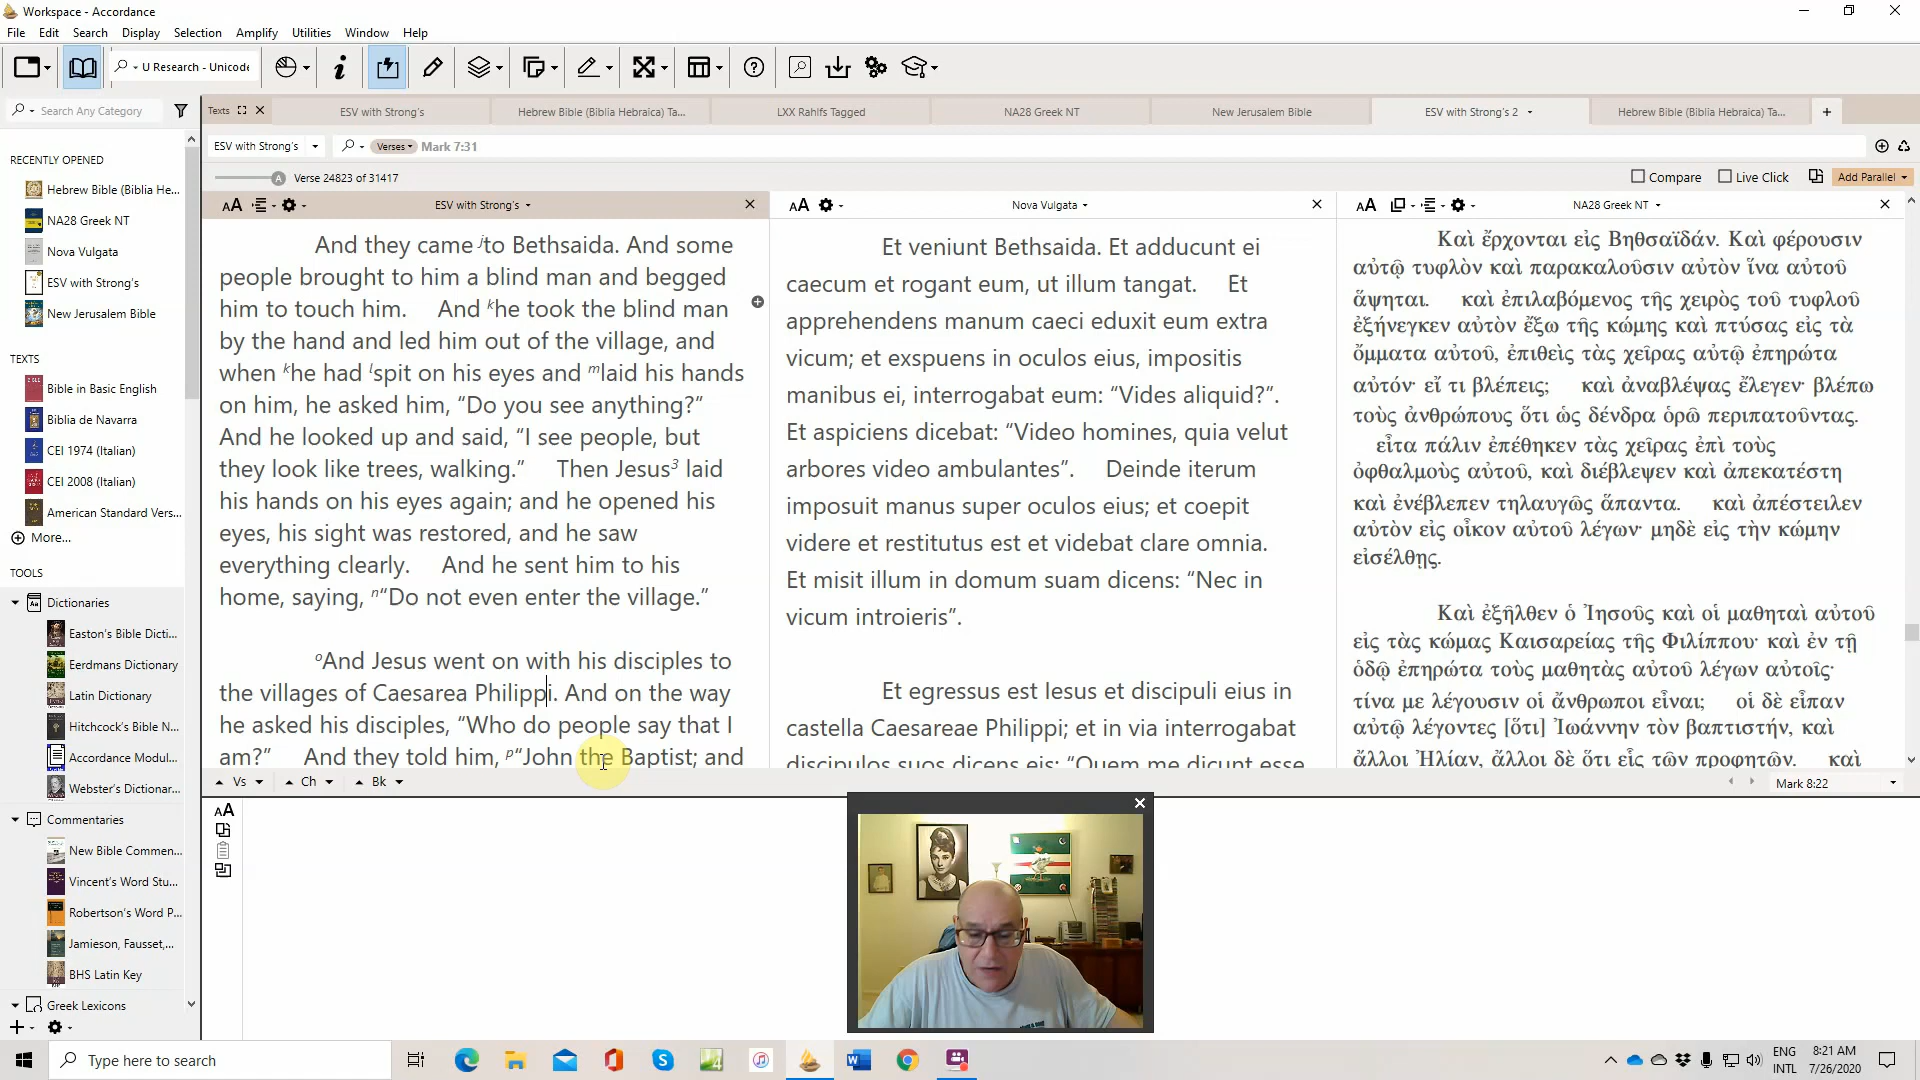 Workspace - Accordance
File Edit Search Display Selection Amplify Utilities Window Help
U Research - Unicode
Search Any Category
Texts
ESV with Strong's
Hebrew Bible (Biblia Hebraica) Ta...
LXX Rahlfs Tagged
NA28 Greek NT
New Jerusalem Bible
ESV with Strong's 2
Hebrew Bible (Biblia Hebraica) Ta...
ESV with Strong's
Verses
Mark 7:31
A
Verse 24823 of 31417
Compare
Live Click
Add Parallel
RECENTLY OPENED
Hebrew Bible (Biblia He...
NA28 Greek NT
Nova Vulgata
ESV with Strong's
New Jerusalem Bible
TEXTS
Bible in Basic English
Biblia de Navarra
CEI 1974 (Italian)
CEI 2008 (Italian)
American Standard Vers...
More...
TOOLS
Dictionaries
Easton's Bible Dicti...
Eerdmans Dictionary
Latin Dictionary
Hitchcock's Bible N...
Accordance Modul...
Webster's Dictionar...
Commentaries
New Bible Commen...
Vincent's Word Stu...
Robertson's Word P...
Jamieson, Fausset,...
BHS Latin Key
Greek Lexicons
AA
ESV with Strong's
And they came jto Bethsaida. And some
people brought to him a blind man and begged
him to touch him. And khe took the blind man
by the hand and led him out of the village, and
when khe had lspit on his eyes and mlaid his hands
on him, he asked him, “Do you see anything?”
And he looked up and said, “I see people, but
they look like trees, walking.” Then Jesus3 laid
his hands on his eyes again; and he opened his
eyes, his sight was restored, and he saw
everything clearly. And he sent him to his
home, saying, n“Do not even enter the village.”
oAnd Jesus went on with his disciples to
the villages of Caesarea Philippi. And on the way
he asked his disciples, “Who do people say that I
am?” And they told him, p“John the Baptist; and
AA
Nova Vulgata
Et veniunt Bethsaida. Et adducunt ei
caecum et rogant eum, ut illum tangat. Et
apprehendens manum caeci eduxit eum extra
vicum; et exspuens in oculos eius, impositis
manibus ei, interrogabat eum: “Vides aliquid?”.
Et aspiciens dicebat: “Video homines, quia velut
arbores video ambulantes”. Deinde iterum
imposuit manus super oculos eius; et coepit
videre et restitutus est et videbat clare omnia.
Et misit illum in domum suam dicens: “Nec in
vicum introieris”.
Et egressus est Iesus et discipuli eius in
castella Caesareae Philippi; et in via interrogabat
discipulos suos dicens eis: “Quem me dicunt esse
AA
NA28 Greek NT
Καὶ ἔρχονται εἰς Βηθσαϊδάν. Καὶ φέρουσιν
αὐτῷ τυφλὸν καὶ παρακαλοῦσιν αὐτὸν ἵνα αὐτοῦ
ἅψηται. καὶ ἐπιλαβόμενος τῆς χειρὸς τοῦ τυφλοῦ
ἐξήνεγκεν αὐτὸν ἔξω τῆς κώμης καὶ πτύσας εἰς τὰ
ὄμματα αὐτοῦ, ἐπιθεὶς τὰς χεῖρας αὐτῷ ἐπηρώτα
αὐτόν· εἴ τι βλέπεις; καὶ ἀναβλέψας ἔλεγεν· βλέπω
τοὺς ἀνθρώπους ὅτι ὡς δένδρα ὁρῶ περιπατοῦντας.
εἶτα πάλιν ἐπέθηκεν τὰς χεῖρας ἐπὶ τοὺς
ὀφθαλμοὺς αὐτοῦ, καὶ διέβλεψεν καὶ ἀπεκατέστη
καὶ ἐνέβλεπεν τηλαυγῶς ἅπαντα. καὶ ἀπέστειλεν
αὐτὸν εἰς οἶκον αὐτοῦ λέγων· μηδὲ εἰς τὴν κώμην
εἰσέλθῃς.
Καὶ ἐξῆλθεν ὁ Ἰησοῦς καὶ οἱ μαθηταὶ αὐτοῦ
εἰς τὰς κώμας Καισαρείας τῆς Φιλίππου· καὶ ἐν τῇ
ὁδῷ ἐπηρώτα τοὺς μαθητὰς αὐτοῦ λέγων αὐτοῖς·
τίνα με λέγουσιν οἱ ἄνθρωποι εἶναι; οἱ δὲ εἶπαν
αὐτῷ λέγοντες [ὅτι] Ἰωάννην τὸν βαπτιστήν, καὶ
ἄλλοι Ἠλίαν, ἄλλοι δὲ ὅτι εἷς τῶν προφητῶν. καὶ
Vs
Ch
Bk
Mark 8:22
AA
Type here to search
ENG
INTL
8:21 AM
7/26/2020